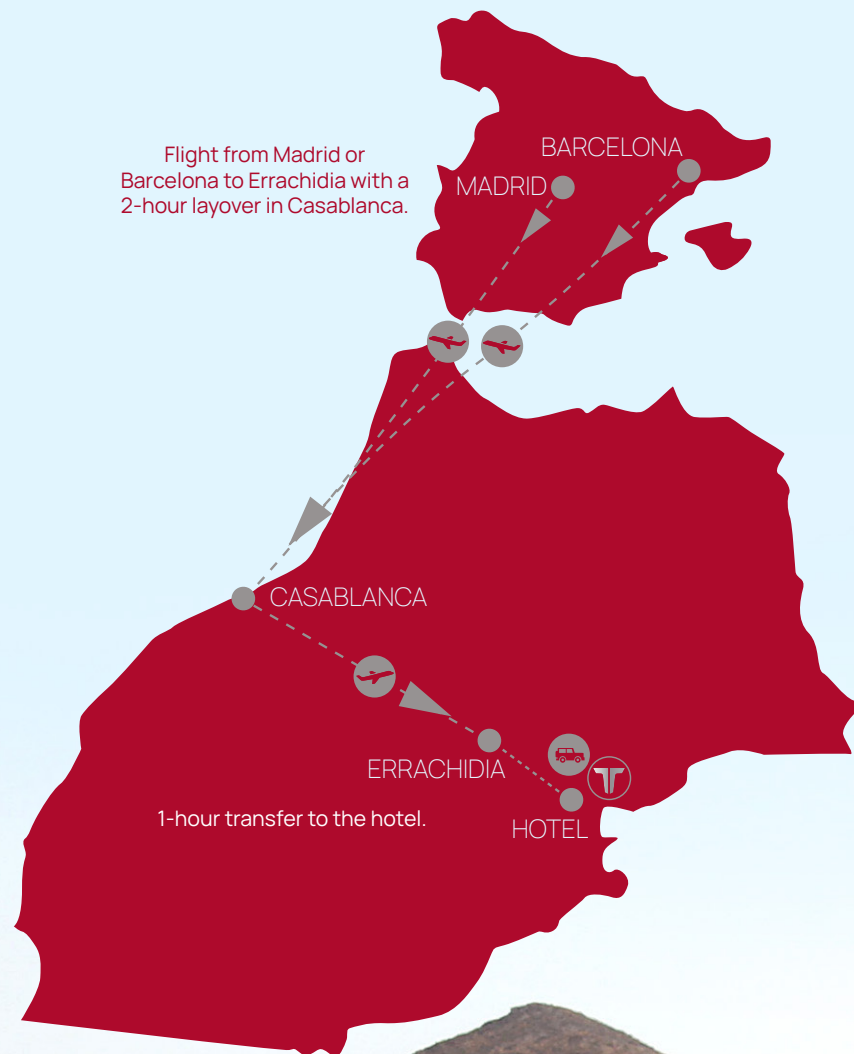 Flight from Madrid or
Barcelona to Errachidia with a
2-hour layover in Casablanca.
BARCELONA
MADRID
CASABLANCA
ERRACHIDIA
1-hour transfer to the hotel.
HOTEL